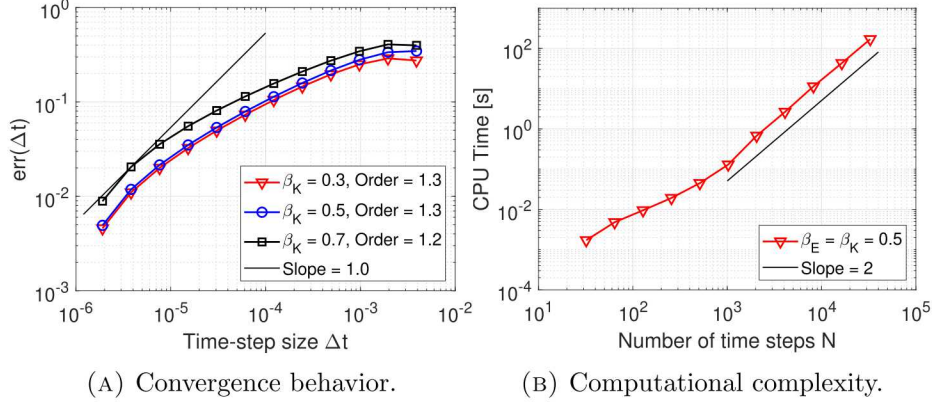 10^0
10^-1
10^-2
10^-3
err(Δt)
β_K = 0.3, Order = 1.3
β_K = 0.5, Order = 1.3
β_K = 0.7, Order = 1.2
Slope = 1.0
10^-6 10^-5 10^-4 10^-3 10^-2
Time-step size Δt
(A) Convergence behavior.
10^2
10^0
10^-2
10^-4
CPU Time [s]
β_E = β_K = 0.5
Slope = 2
10^1 10^2 10^3 10^4 10^5
Number of time steps N
(B) Computational complexity.